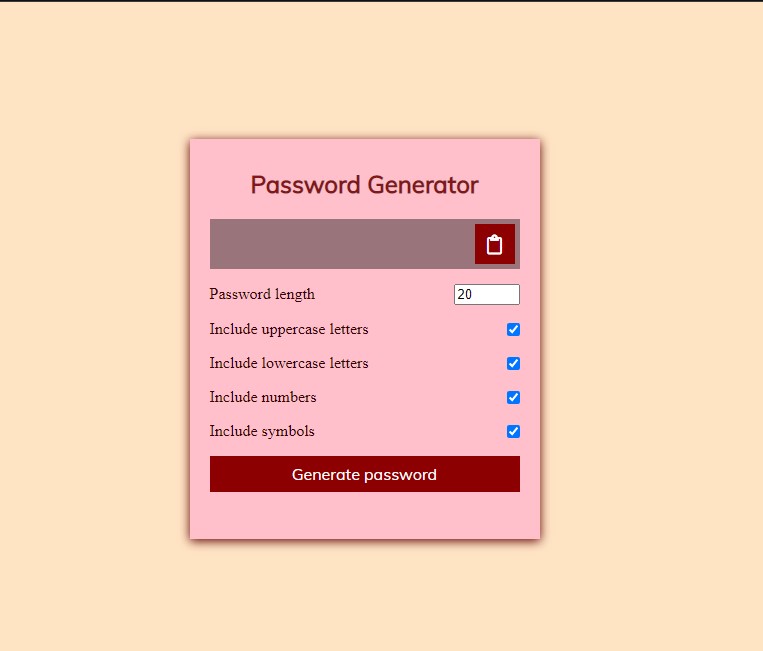 Password Generator
Password length 20
Include uppercase letters
Include lowercase letters
Include numbers
Include symbols
Generate password